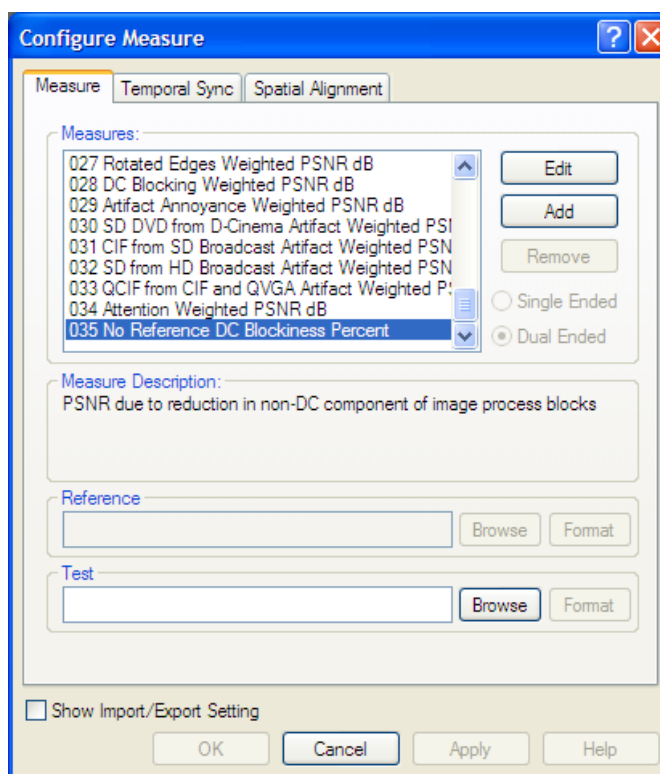 Configure Measure
Measure
Temporal Sync
Spatial Alignment
Measures:
027 Rotated Edges Weighted PSNR dB
028 DC Blocking Weighted PSNR dB
029 Artifact Annoyance Weighted PSNR dB
030 SD DVD from D-Cinema Artifact Weighted PSI
031 CIF from SD Broadcast Artifact Weighted PSN
032 SD from HD Broadcast Artifact Weighted PSN
033 QCIF from CIF and QVGA Artifact Weighted PS
034 Attention Weighted PSNR dB
035 No Reference DC Blockiness Percent
Edit
Add
Remove
Single Ended
Dual Ended
Measure Description:
PSNR due to reduction in non-DC component of image process blocks
Reference
Browse
Format
Test
Browse
Format
Show Import/Export Setting
OK
Cancel
Apply
Help